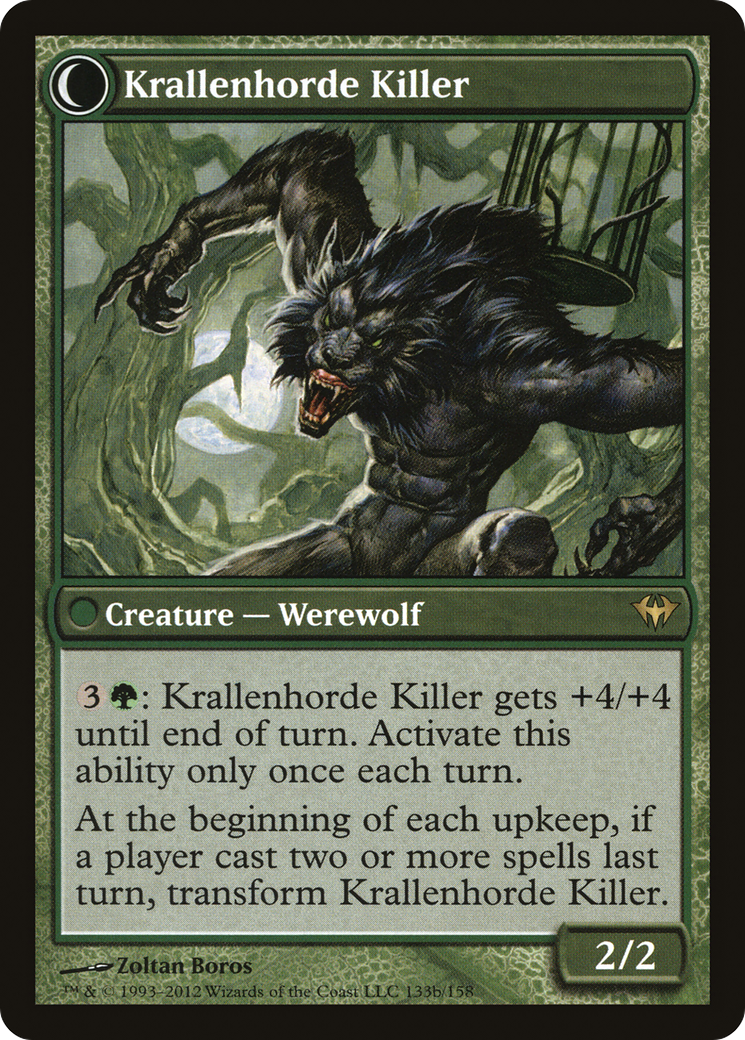 Krallenhorde Killer
Creature — Werewolf
3: Krallenhorde Killer gets +4/+4
until end of turn. Activate this
ability only once each turn.
At the beginning of each upkeep, if
a player cast two or more spells last
turn, transform Krallenhorde Killer.
2/2
Zoltan Boros
™ & © 1993–2012 Wizards of the Coast LLC 133b/158